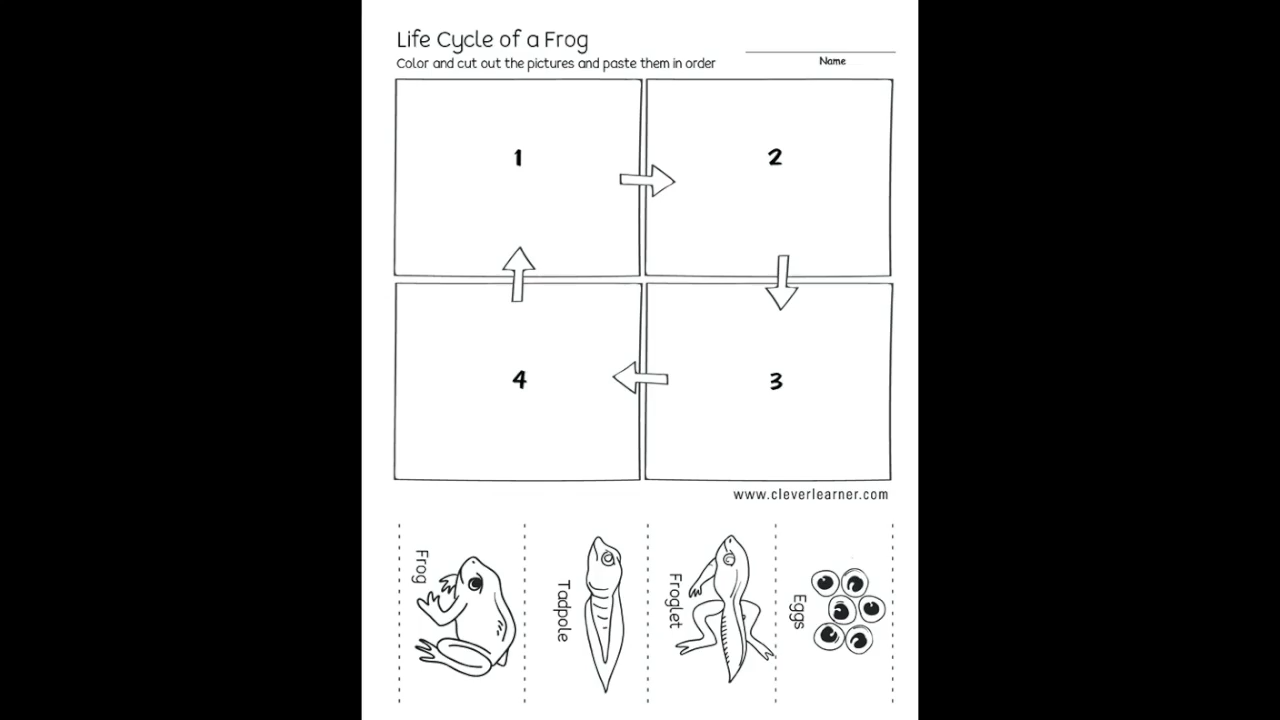 Life Cycle of a Frog
Name
Color and cut out the pictures and paste them in order
1
2
4
3
www.cleverlearner.com
Frog
Tadpole
Froglet
Eggs